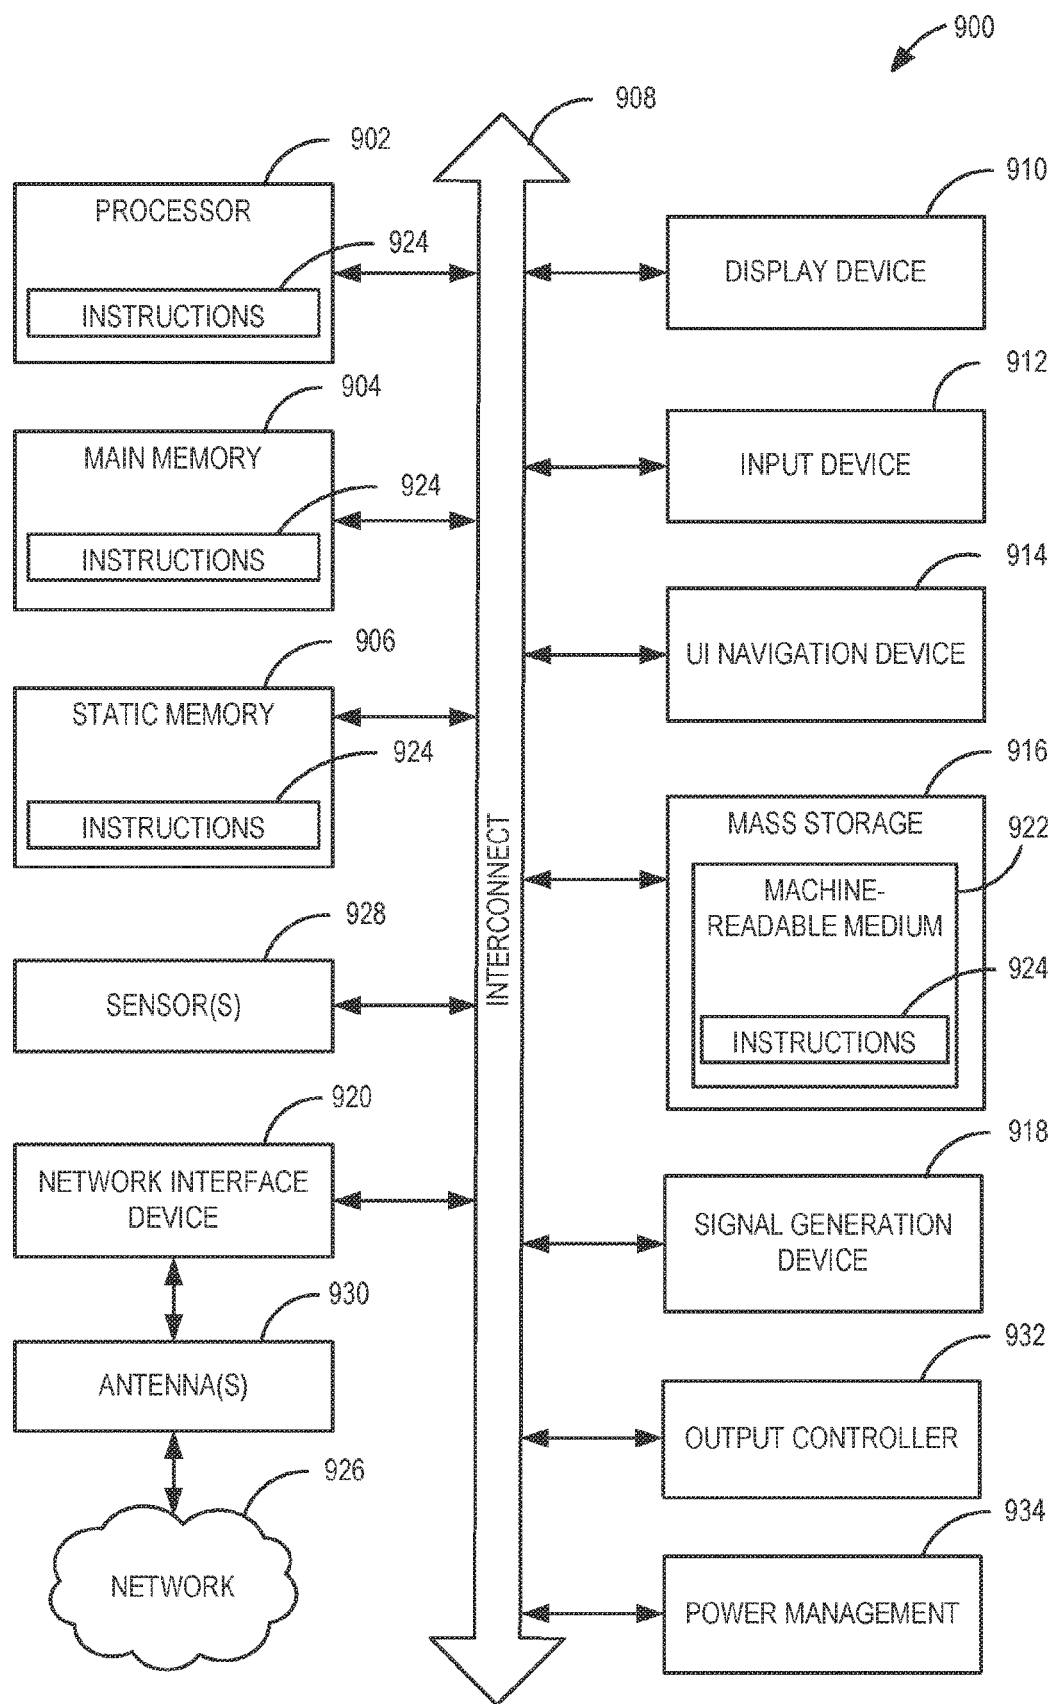 900
908
902
PROCESSOR
924
INSTRUCTIONS
904
MAIN MEMORY
924
INSTRUCTIONS
906
STATIC MEMORY
924
INSTRUCTIONS
928
SENSOR(S)
920
NETWORK INTERFACE
DEVICE
930
ANTENNA(S)
926
NETWORK
INTERCONNECT
910
DISPLAY DEVICE
912
INPUT DEVICE
914
UI NAVIGATION DEVICE
916
MASS STORAGE
922
MACHINE-
READABLE MEDIUM
924
INSTRUCTIONS
918
SIGNAL GENERATION
DEVICE
932
OUTPUT CONTROLLER
934
POWER MANAGEMENT